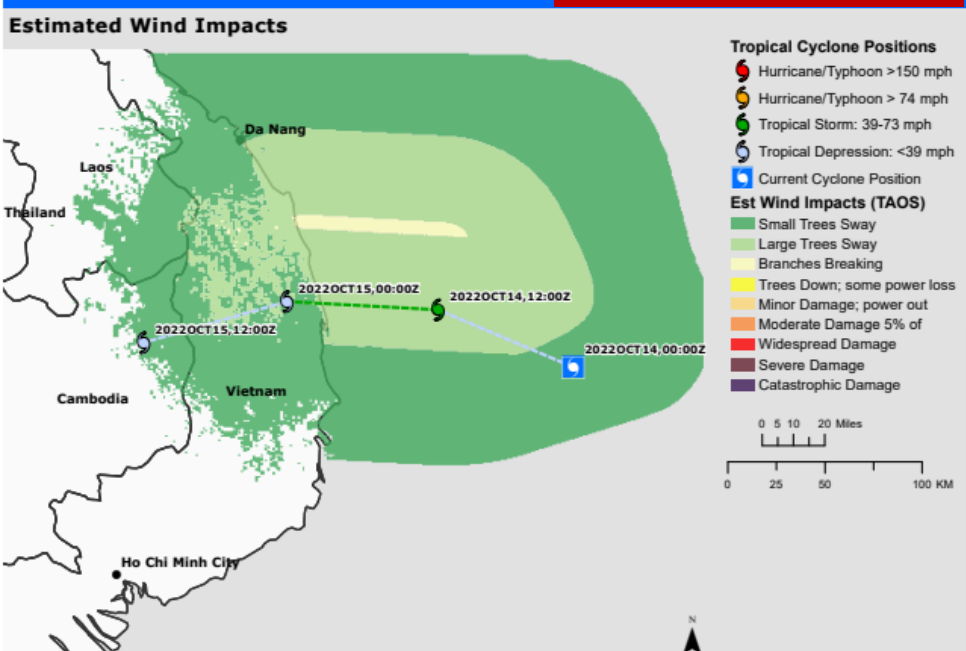 Estimated Wind Impacts
Da Nang
Laos
Thailand
2022OCT15,00:00Z
2022OCT14,12:00Z
2022OCT15,12:00Z
2022OCT14,00:00Z
Vietnam
Cambodia
Ho Chi Minh City
Tropical Cyclone Positions
Hurricane/Typhoon >150 mph
Hurricane/Typhoon > 74 mph
Tropical Storm: 39-73 mph
Tropical Depression: <39 mph
Current Cyclone Position
Est Wind Impacts (TAOS)
Small Trees Sway
Large Trees Sway
Branches Breaking
Trees Down; some power loss
Minor Damage; power out
Moderate Damage 5% of
Widespread Damage
Severe Damage
Catastrophic Damage
0 5 10 20 Miles
0 25 50 100 KM
N